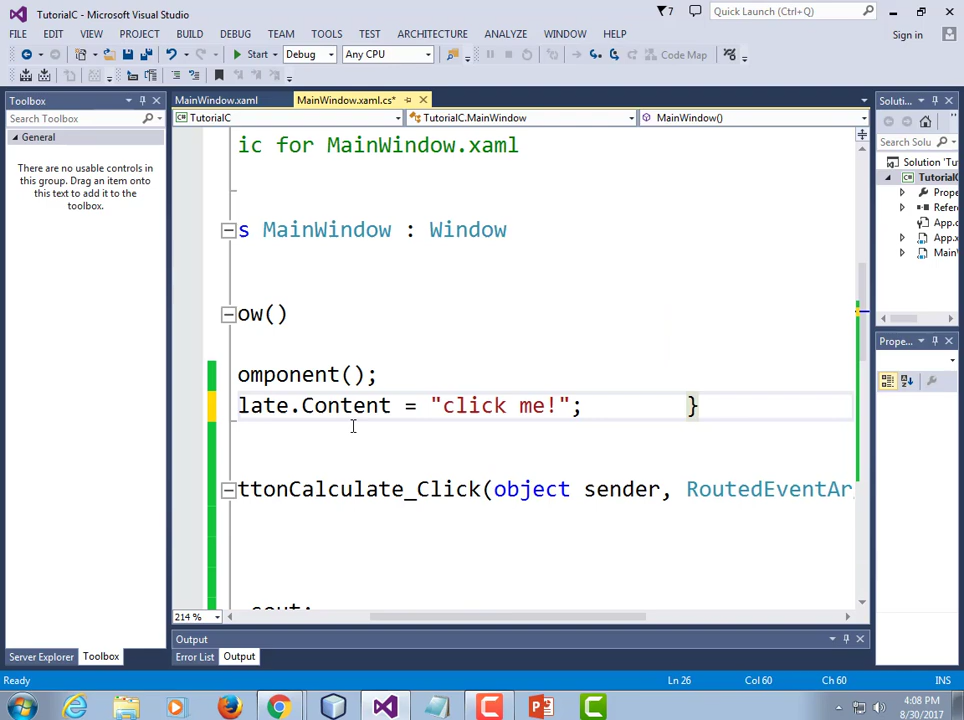 TutorialC - Microsoft Visual Studio
7
Quick Launch (Ctrl+Q)
FILE EDIT VIEW PROJECT BUILD DEBUG TEAM TOOLS TEST ARCHITECTURE ANALYZE WINDOW HELP
Sign in
Start Debug Any CPU Code Map
Toolbox
Search Toolbox
General
There are no usable controls in
this group. Drag an item onto
this text to add it to the
toolbox.
Server Explorer Toolbox
MainWindow.xaml MainWindow.xaml.cs*
TutorialC TutorialC.MainWindow MainWindow()
ic for MainWindow.xaml
s MainWindow : Window
ow()
omponent();
late.Content = "click me!"; }
ttonCalculate_Click(object sender, RoutedEventAr
214 %
Output
Error List Output
Solutio...
Search Solu
Solution 'Tu
TutorialC
Prope
Refere
App.c
App.x
MainW
Prope...
Ready
Ln 26 Col 60 Ch 60 INS
4:08 PM
8/30/2017